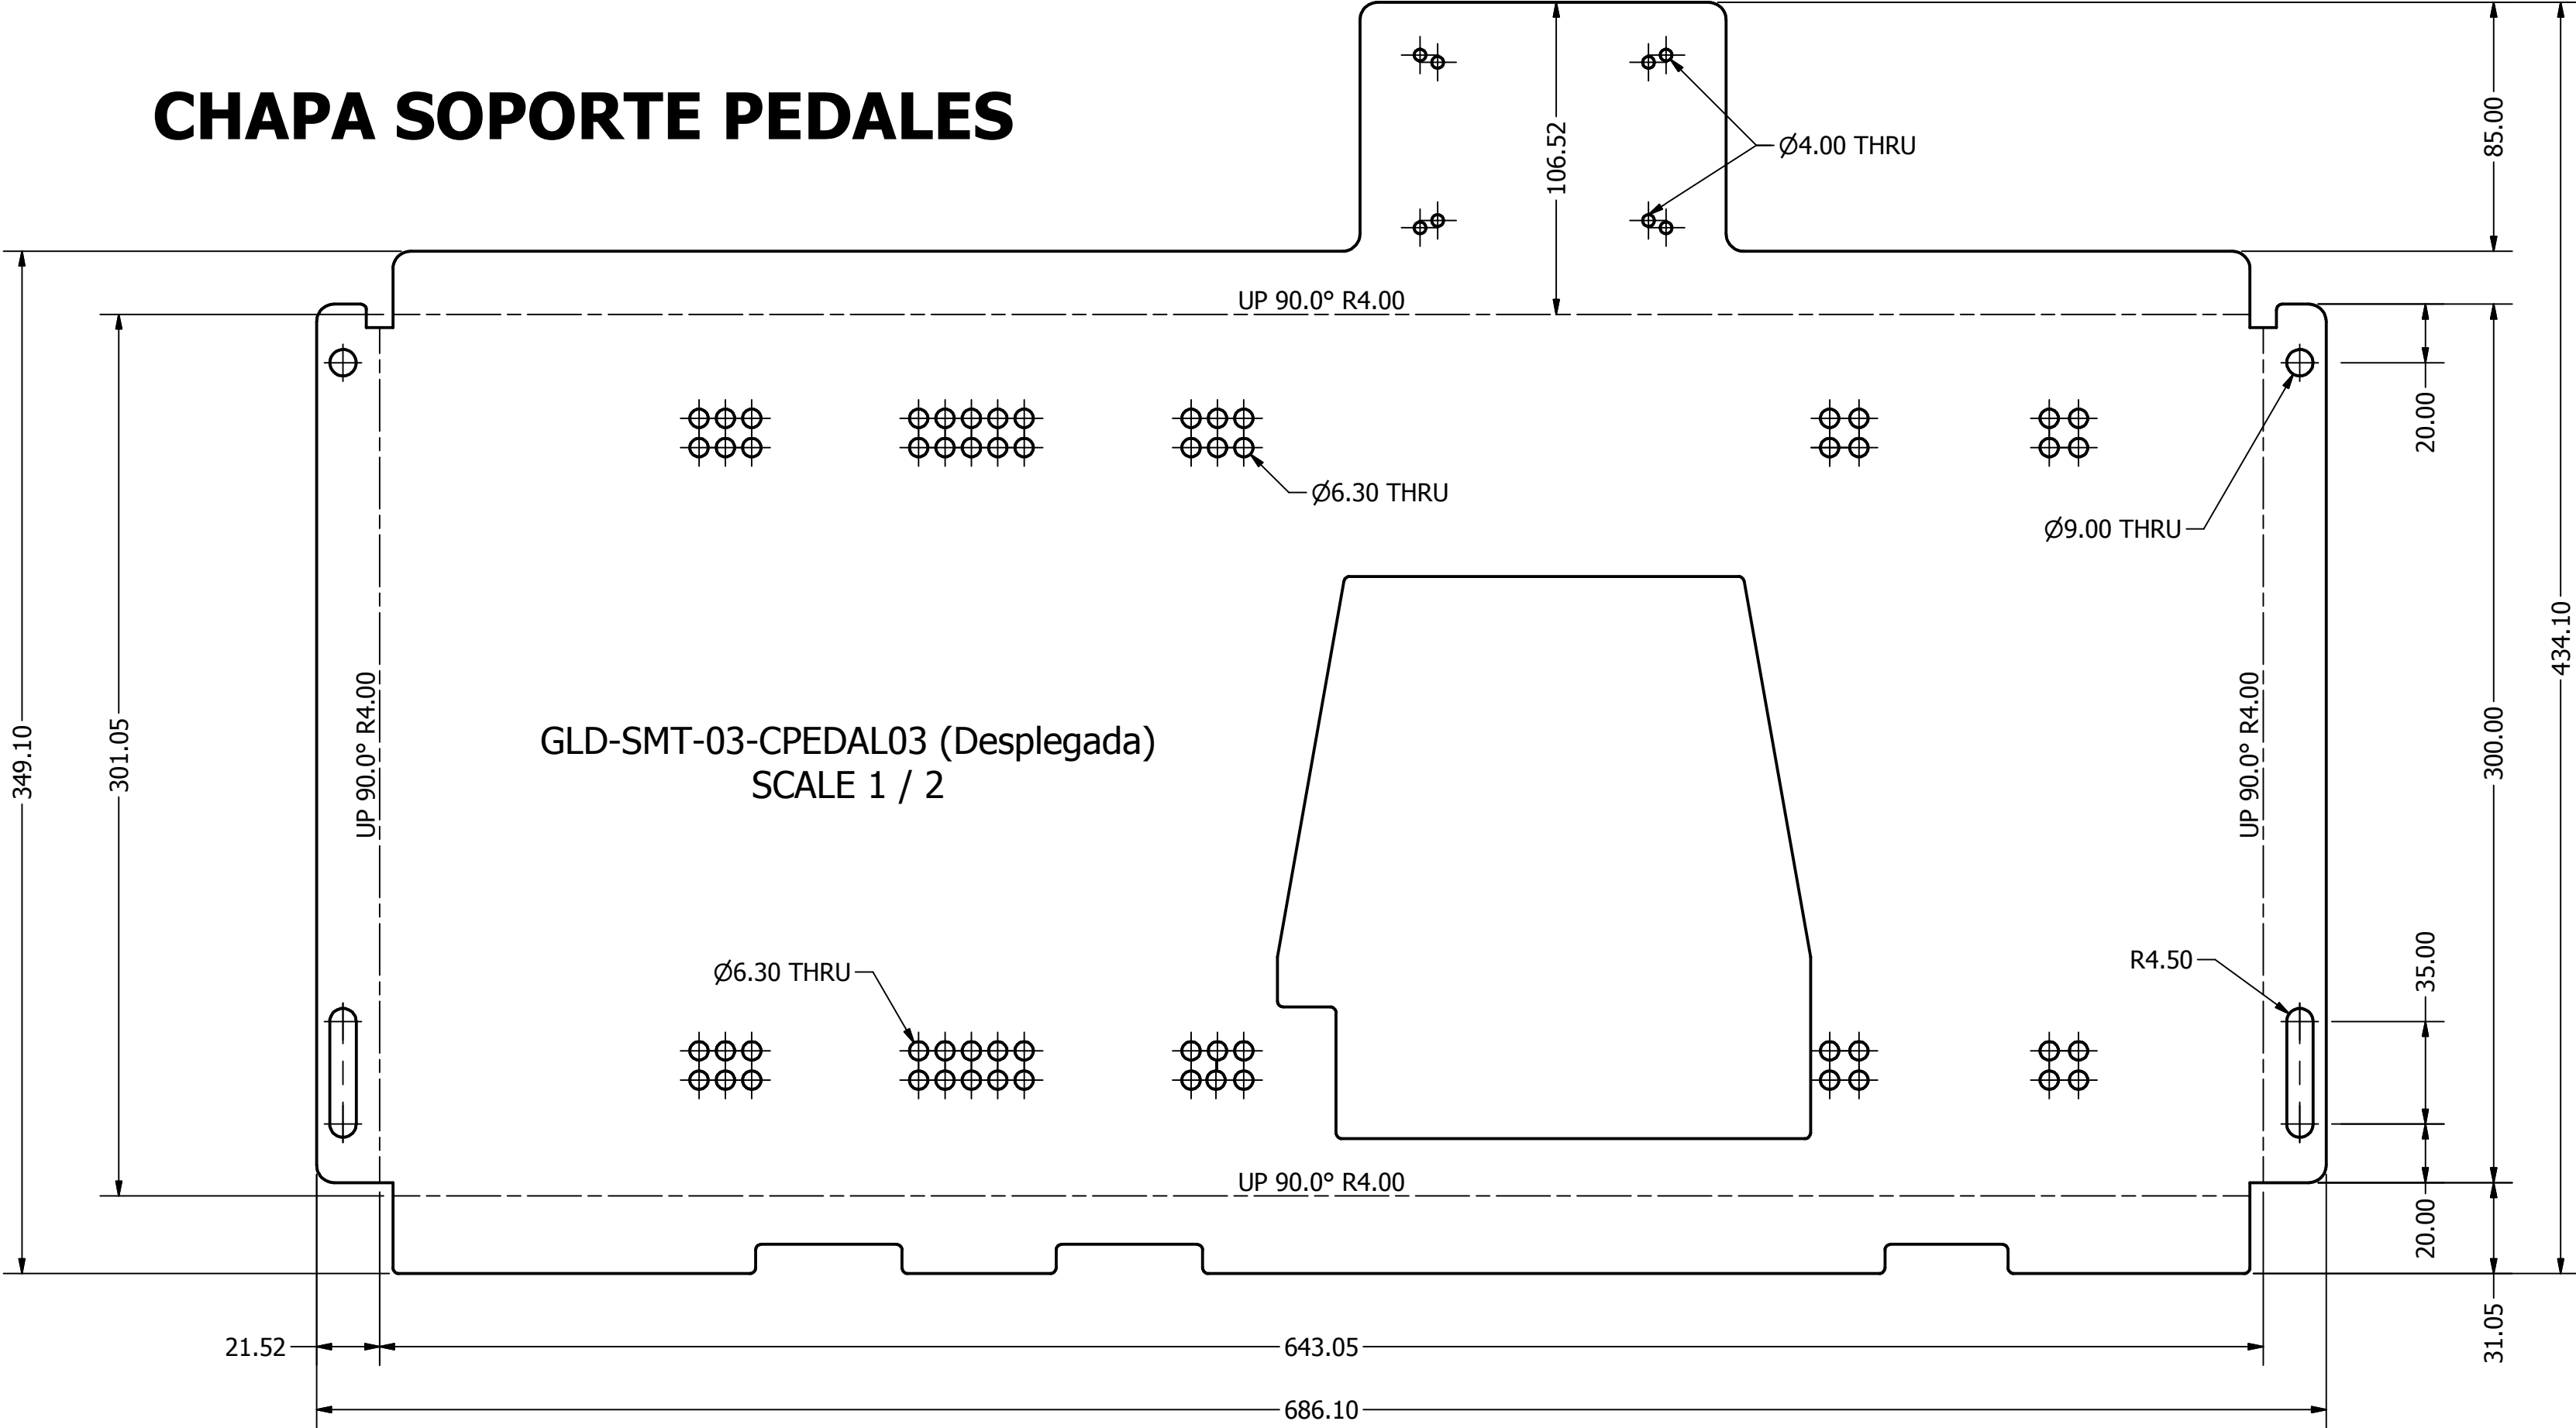 CHAPA SOPORTE PEDALES
106.52
Ø4.00 THRU
85.00
UP 90.0° R4.00
20.00
Ø6.30 THRU
Ø9.00 THRU
434.10
349.10
301.05
UP 90.0° R4.00
GLD-SMT-03-CPEDAL03 (Desplegada)
SCALE 1 / 2
UP 90.0° R4.00
300.00
Ø6.30 THRU
R4.50
35.00
UP 90.0° R4.00
20.00
31.05
21.52
643.05
686.10